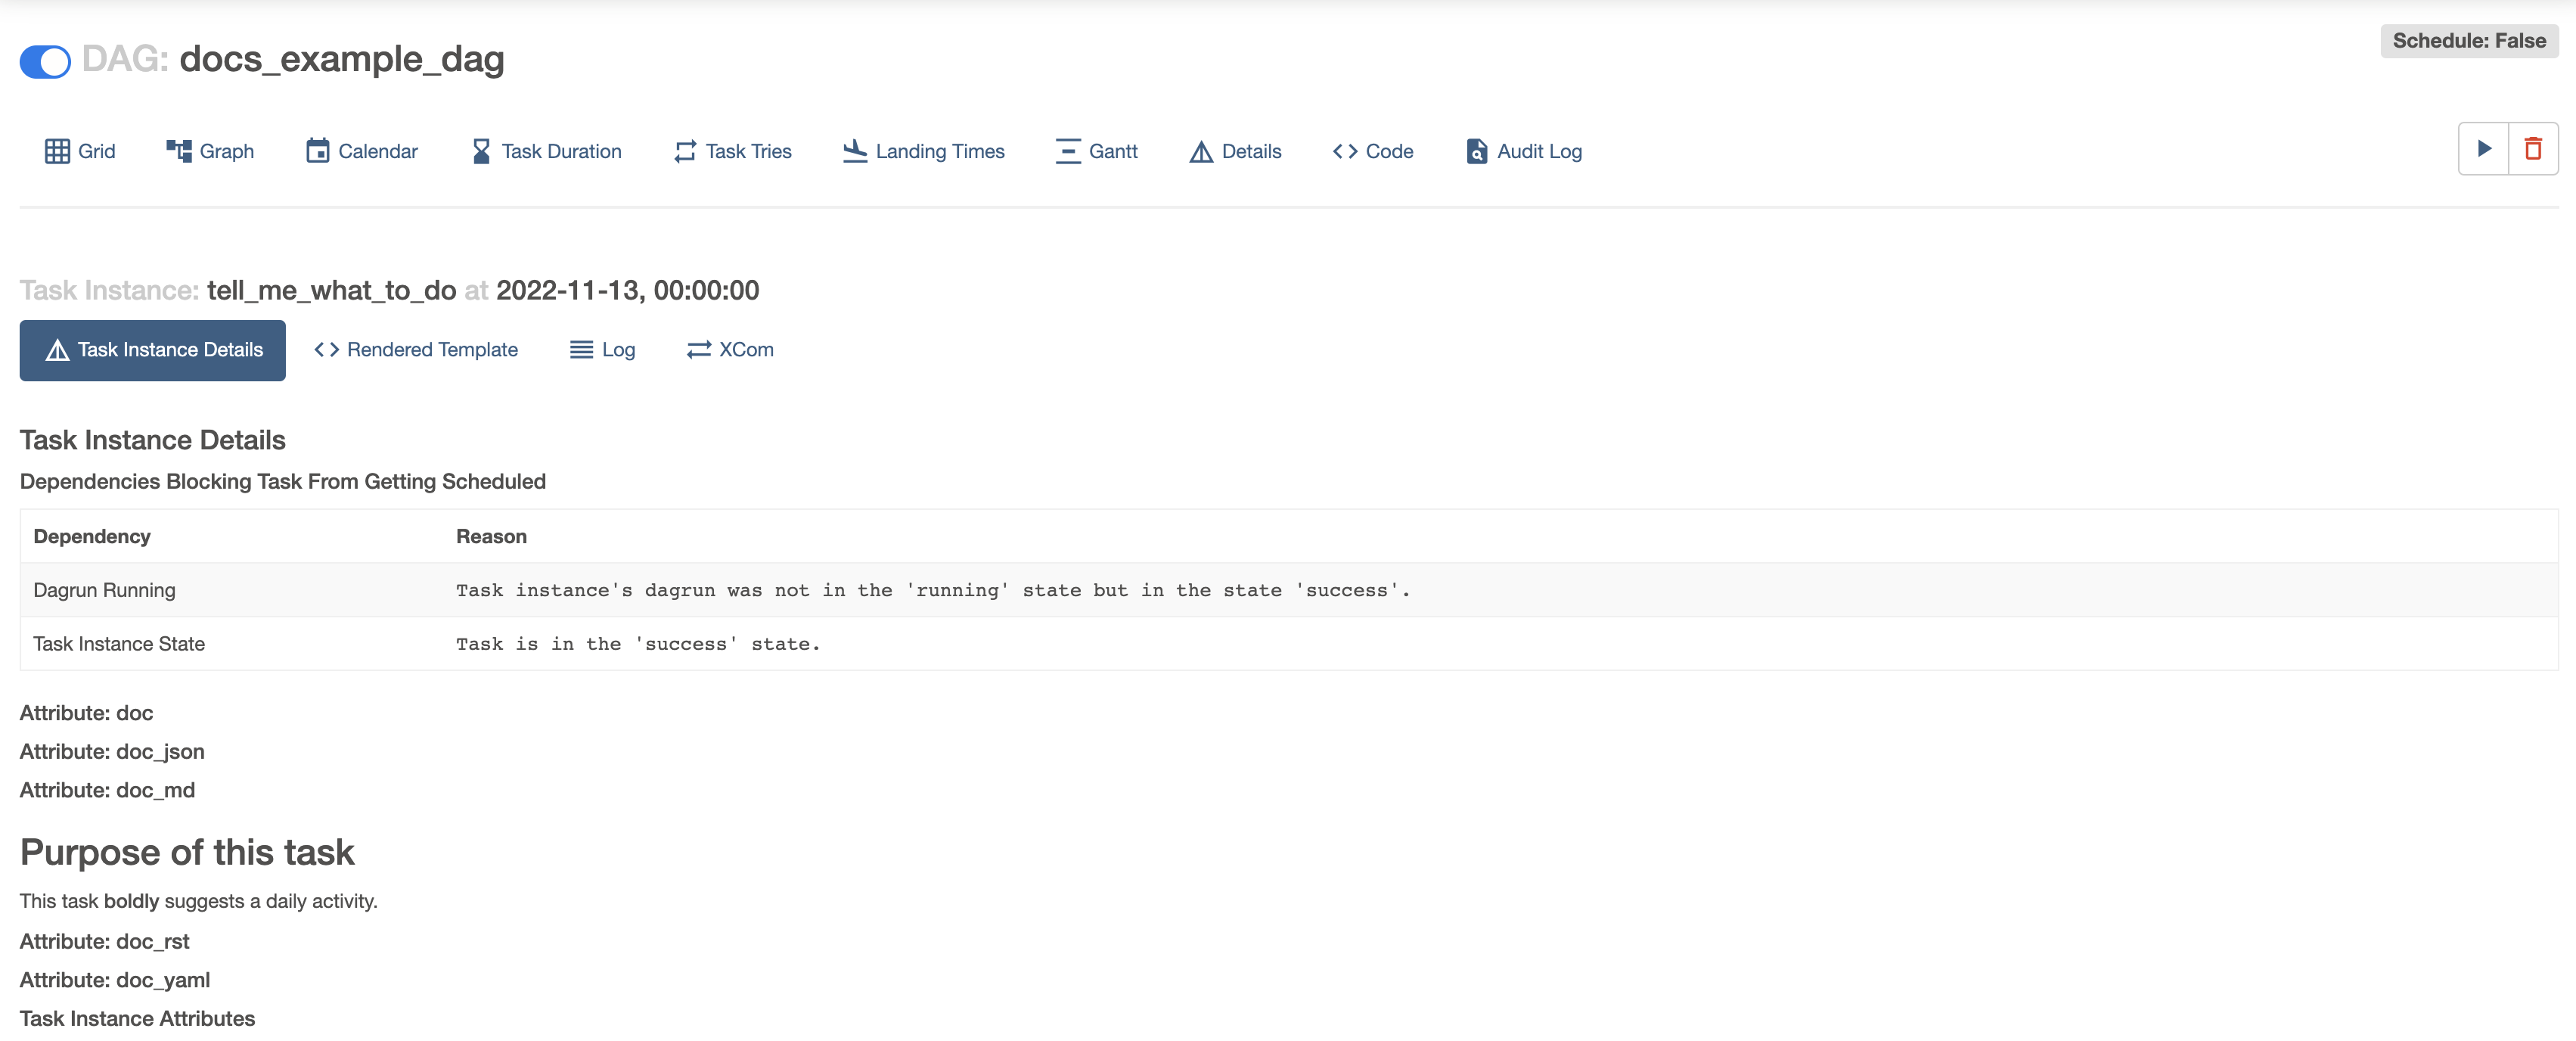 DAG: docs_example_dag
Schedule: False
Grid Graph Calendar Task Duration Task Tries Landing Times Gantt Details Code Audit Log
Task Instance: tell_me_what_to_do at 2022-11-13, 00:00:00
Task Instance Details Rendered Template Log XCom
Task Instance Details
Dependencies Blocking Task From Getting Scheduled
Dependency Reason
Dagrun Running Task instance's dagrun was not in the 'running' state but in the state 'success'.
Task Instance State Task is in the 'success' state.
Attribute: doc
Attribute: doc_json
Attribute: doc_md
Purpose of this task
This task boldly suggests a daily activity.
Attribute: doc_rst
Attribute: doc_yaml
Task Instance Attributes